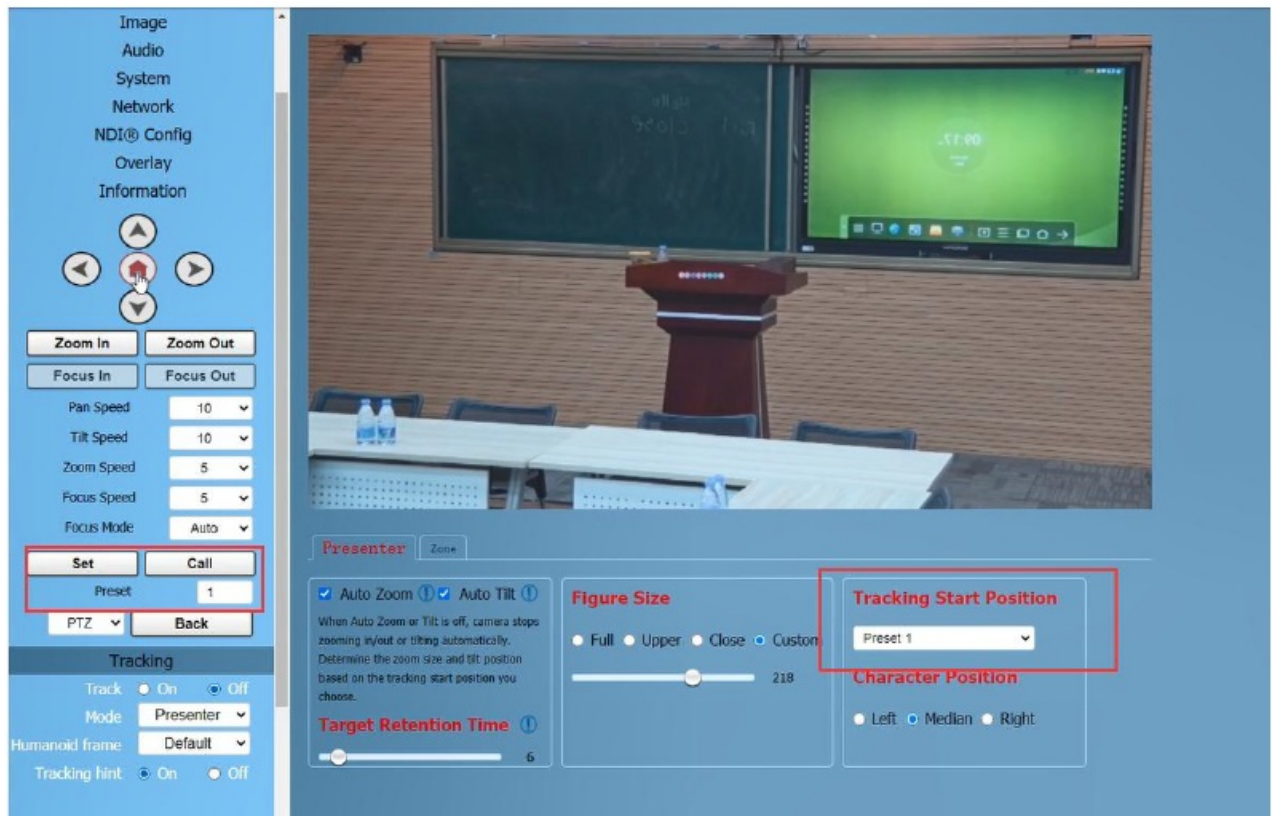 Image
Audio
System
Network
NDI® Config
Overlay
Information
Zoom In Zoom Out
Focus In Focus Out
Pan Speed 10
Tilt Speed 10
Zoom Speed 5
Focus Speed 5
Focus Mode Auto
Set Call
Preset 1
PTZ Back
Tracking
Track On Off
Mode Presenter
Humanoid frame Default
Tracking hint On Off
09:17
Presenter Zone
Auto Zoom Auto Tilt
When Auto Zoom or Tilt is off, camera stops
zooming in/out or tilting automatically.
Determine the zoom size and tilt position
based on the tracking start position you
choose.
Target Retention Time
6
Figure Size
Full Upper Close Custom
218
Tracking Start Position
Preset 1
Character Position
Left Median Right